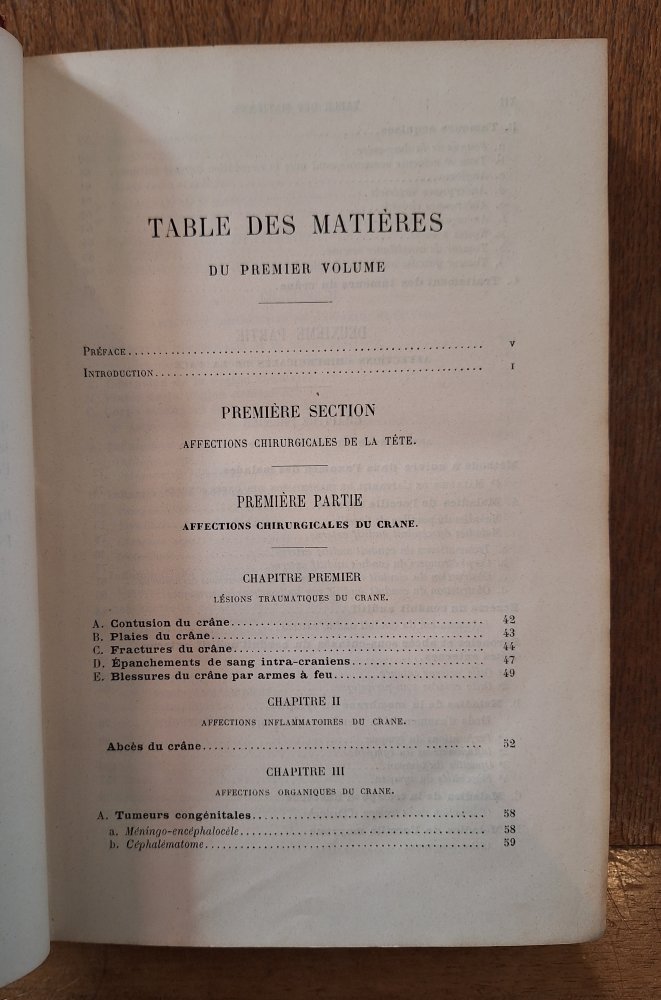 TABLE DES MATIÈRES
DU PREMIER VOLUME
PRÉFACE................................................ V
INTRODUCTION................................................ I
PREMIÈRE SECTION
AFFECTIONS CHIRURGICALES DE LA TÉTE.
PREMIÈRE PARTIE
AFFECTIONS CHIRURGICALES DU CRANE.
CHAPITRE PREMIER
LÉSIONS TRAUMATIQUES DU CRANE.
A. Contusion du crâne........................................ 42
B. Plaies du crâne........................................ 43
C. Fractures du crâne........................................ 44
D. Épanchements de sang intra-craniens.................... 47
E. Blessures du crâne par armes à feu.................... 49
CHAPITRE II
AFFECTIONS INFLAMMATOIRES DU CRANE.
Abcès du crâne........................................ 52
CHAPITRE III
AFFECTIONS ORGANIQUES DU CRANE.
A. Tumeurs congénitales.................................... 58
a. Méningo-encéphalocèle.................................... 58
b. Céphalématome........................................ 59